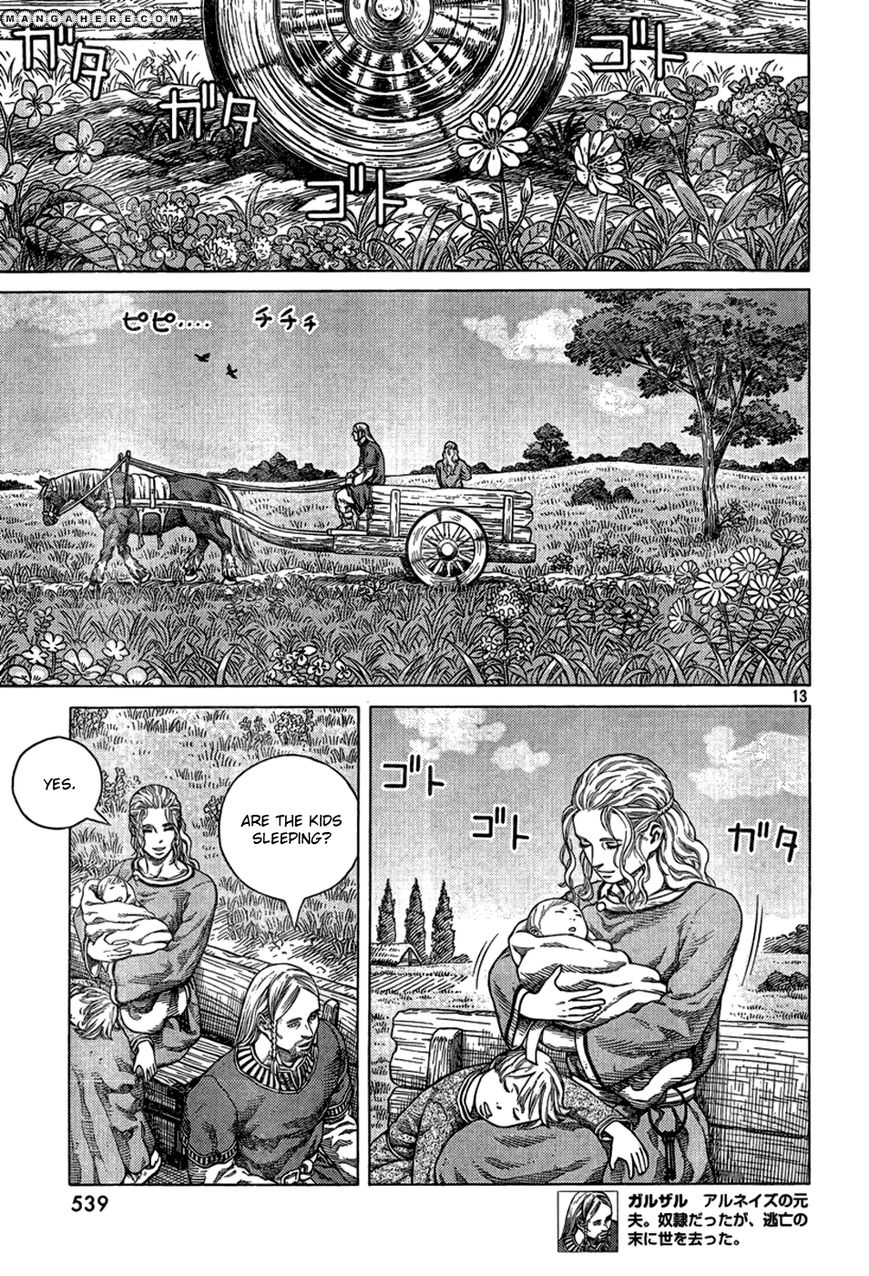 MANGAHERE.COM
ガタ
ガタ
ゴト
ゴト
ピピ····
チチチ
13
ゴト
ゴト
ガタ
ARE THE KIDS
SLEEPING?
YES.
539
ガルザル アルネイズの元
夫。奴隷だったが、逃亡の
末に世を去った。